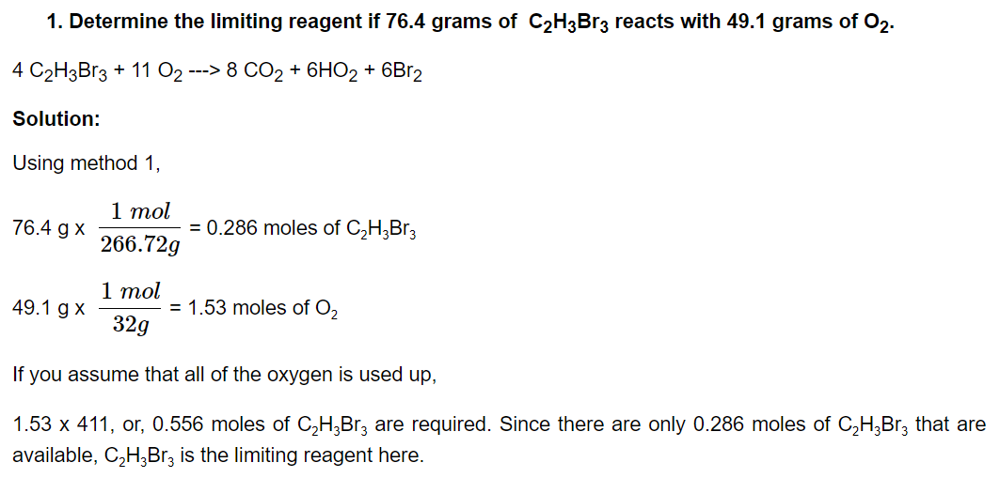 1. Determine the limiting reagent if 76.4 grams of C₂H₃Br₃ reacts with 49.1 grams of O₂.
4 C₂H₃Br₃ + 11 O₂ ---> 8 CO₂ + 6HO₂ + 6Br₂
Solution:
Using method 1,
76.4 g x 1 mol / 266.72g = 0.286 moles of C₂H₃Br₃
49.1 g x 1 mol / 32g = 1.53 moles of O₂
If you assume that all of the oxygen is used up,
1.53 x 411, or, 0.556 moles of C₂H₃Br₃ are required. Since there are only 0.286 moles of C₂H₃Br₃ that are
available, C₂H₃Br₃ is the limiting reagent here.